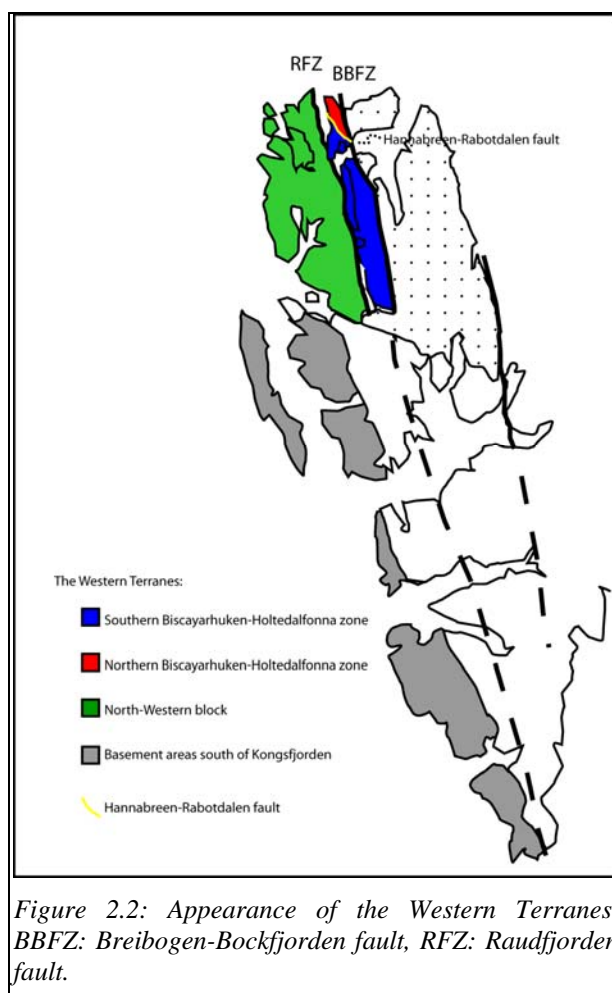 RFZ
BBFZ
Hannabreen-Rabotdalen fault
The Western Terranes:
Southern Biscayarhuken-Holtedalfonna zone
Northern Biscayarhuken-Holtedalfonna zone
North-Western block
Basement areas south of Kongsfjorden
Hannabreen-Rabotdalen fault
Figure 2.2: Appearance of the Western Terranes
BBFZ: Breibogen-Bockfjorden fault, RFZ: Raudfjorden
fault.